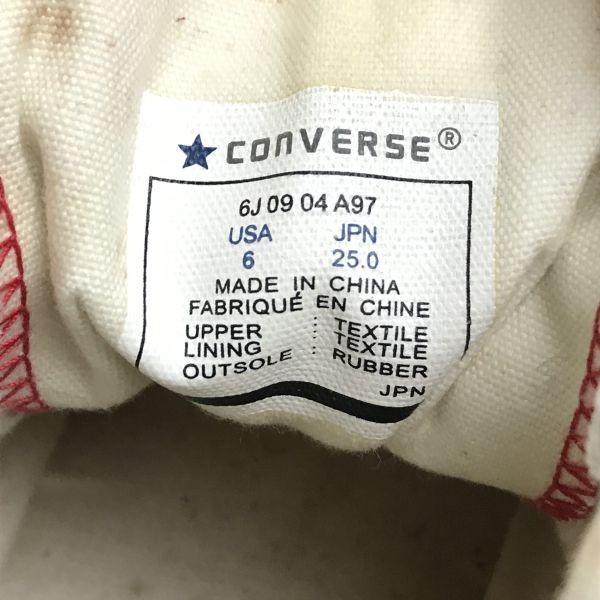 CONVERSE®
6J 09 04 A97
USA JPN
6 25.0
MADE IN CHINA
FABRIQUÉ EN CHINE
UPPER : TEXTILE
LINING : TEXTILE
OUTSOLE : RUBBER
JPN